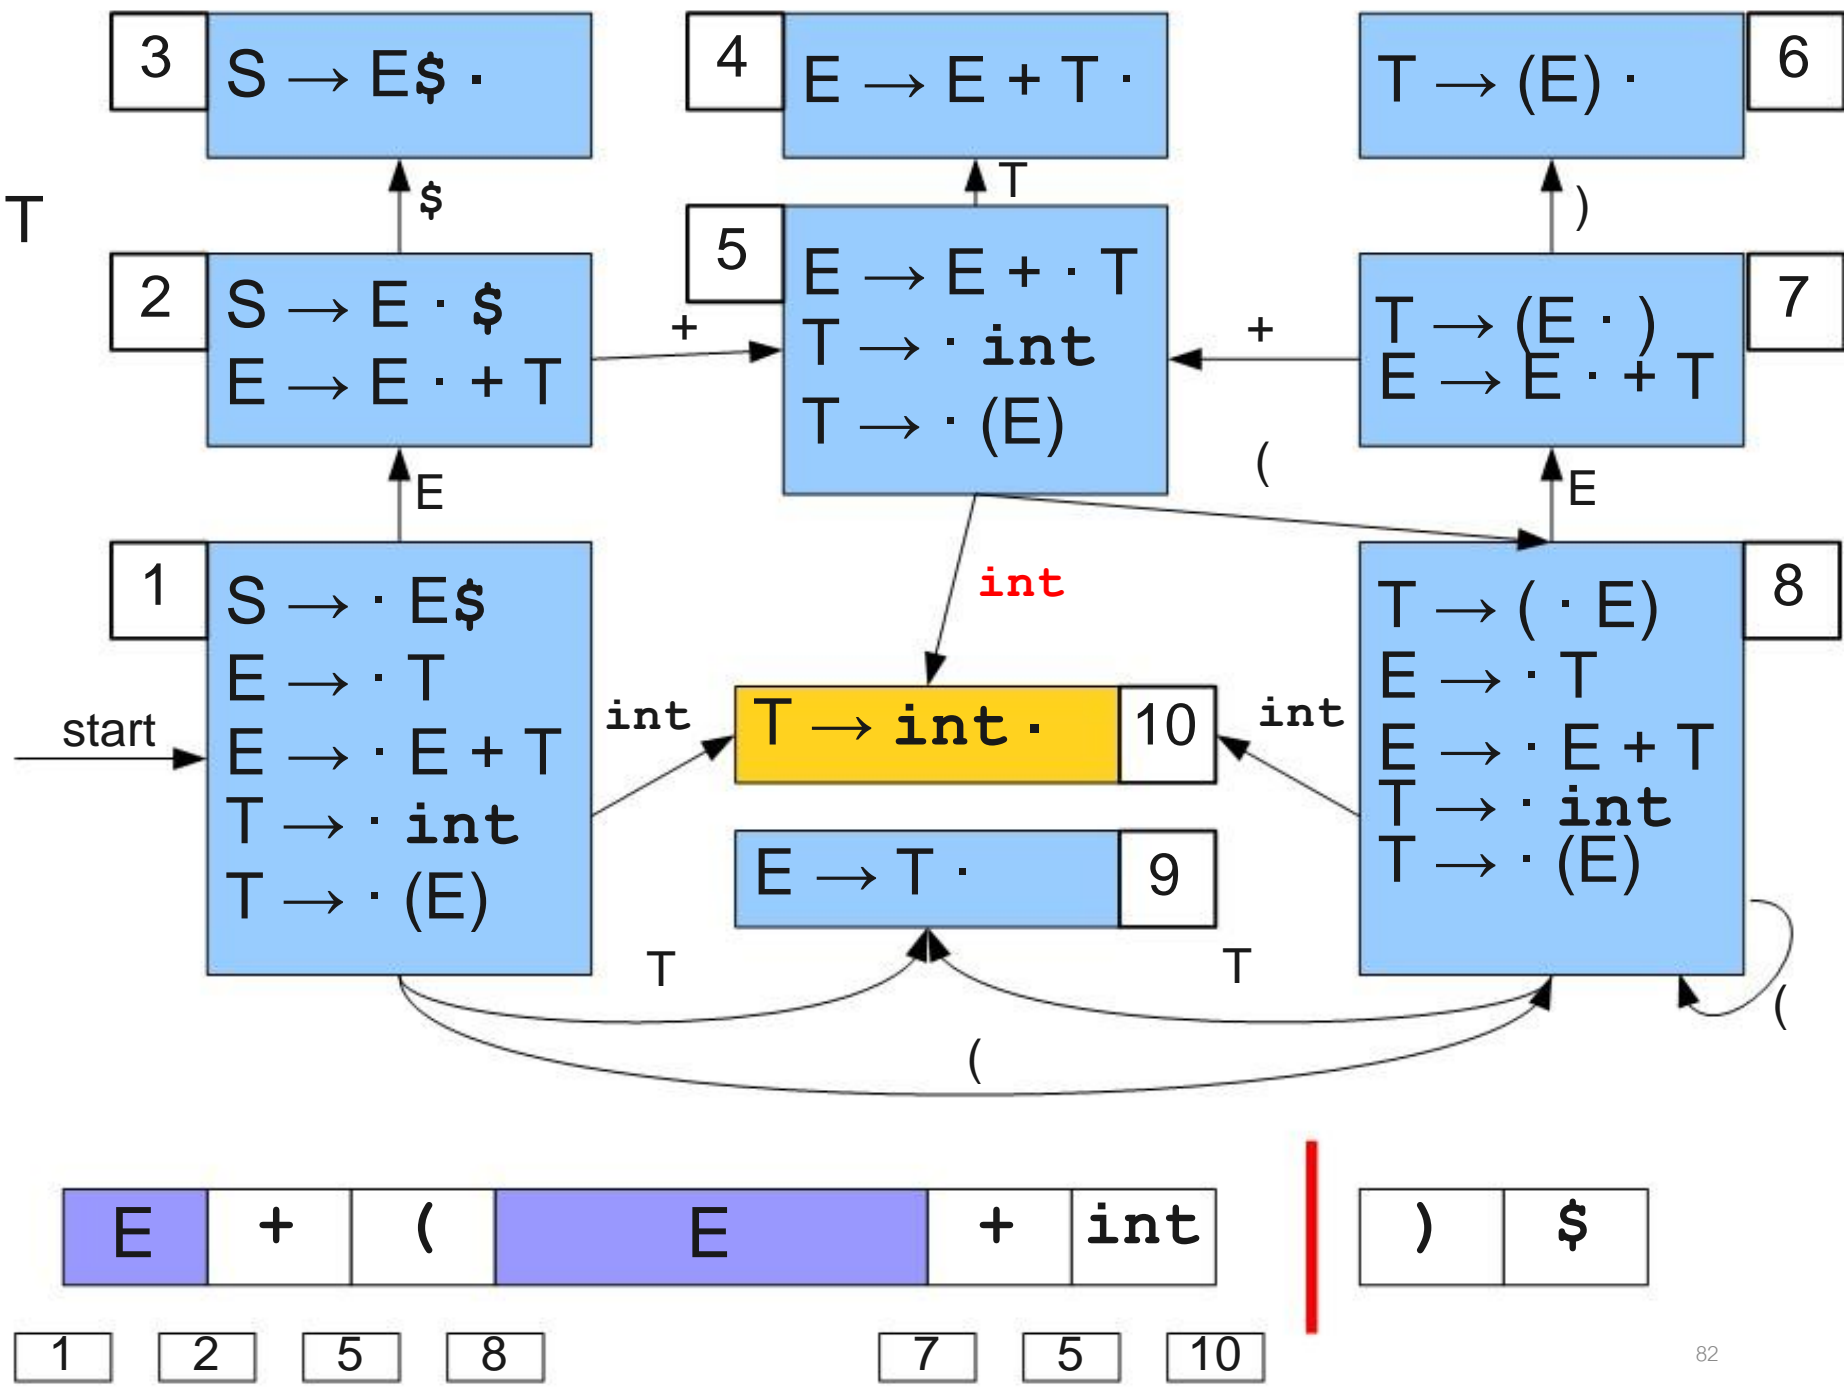 3
S → E$ ·
4
E → E + T ·
T → (E) ·
6
T
$
T
)
2
S → E · $
E → E · + T
+
5
E → E + · T
T → · int
T → · (E)
+
T → (E · )
E → E · + T
7
E
(
E
start
1
S → · E$
E → · T
E → · E + T
T → · int
T → · (E)
int
int
T → int ·
10
int
E → T ·
9
T → ( · E)
E → · T
E → · E + T
T → · int
T → · (E)
8
T
T
(
(
E + ( E + int ) $
1 2 5 8 7 5 10
82